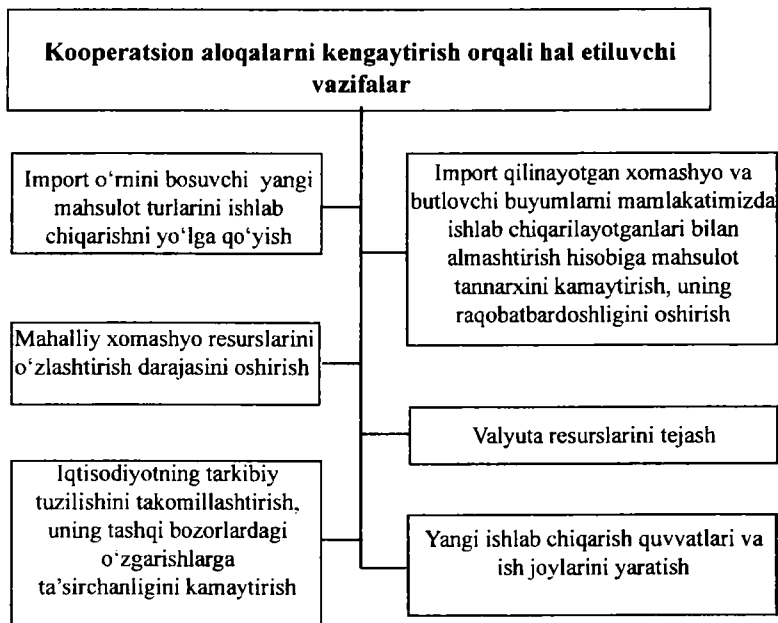 Kooperatsion aloqalarni kengaytirish orqali hal etiluvchi
vazifalar
Import o‘rnini bosuvchi yangi
mahsulot turlarini ishlab
chiqarishni yo‘lga qo‘yish
Import qilinayotgan xomashyo va
butlovchi buyumlarni mamlakatimizda
ishlab chiqarilayotganlari bilan
almashtirish hisobiga mahsulot
tannarxini kamaytirish, uning
raqobatbardoshligini oshirish
Mahalliy xomashyo resurslarini
o‘zlashtirish darajasini oshirish
Valyuta resurslarini tejash
Iqtisodiyotning tarkibiy
tuzilishini takomillashtirish,
uning tashqi bozorlardagi
o‘zgarishlarga
ta’sirchanligini kamaytirish
Yangi ishlab chiqarish quvvatlari va
ish joylarini yaratish